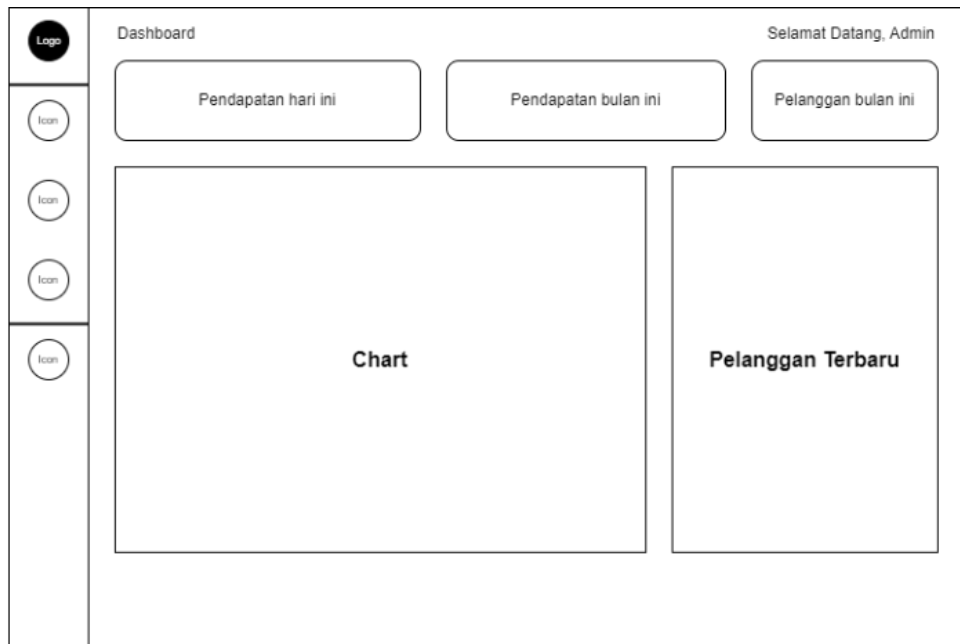 Logo
Dashboard
Selamat Datang, Admin
Pendapatan hari ini
Pendapatan bulan ini
Pelanggan bulan ini
Icon
Icon
Icon
Icon
Chart
Pelanggan Terbaru